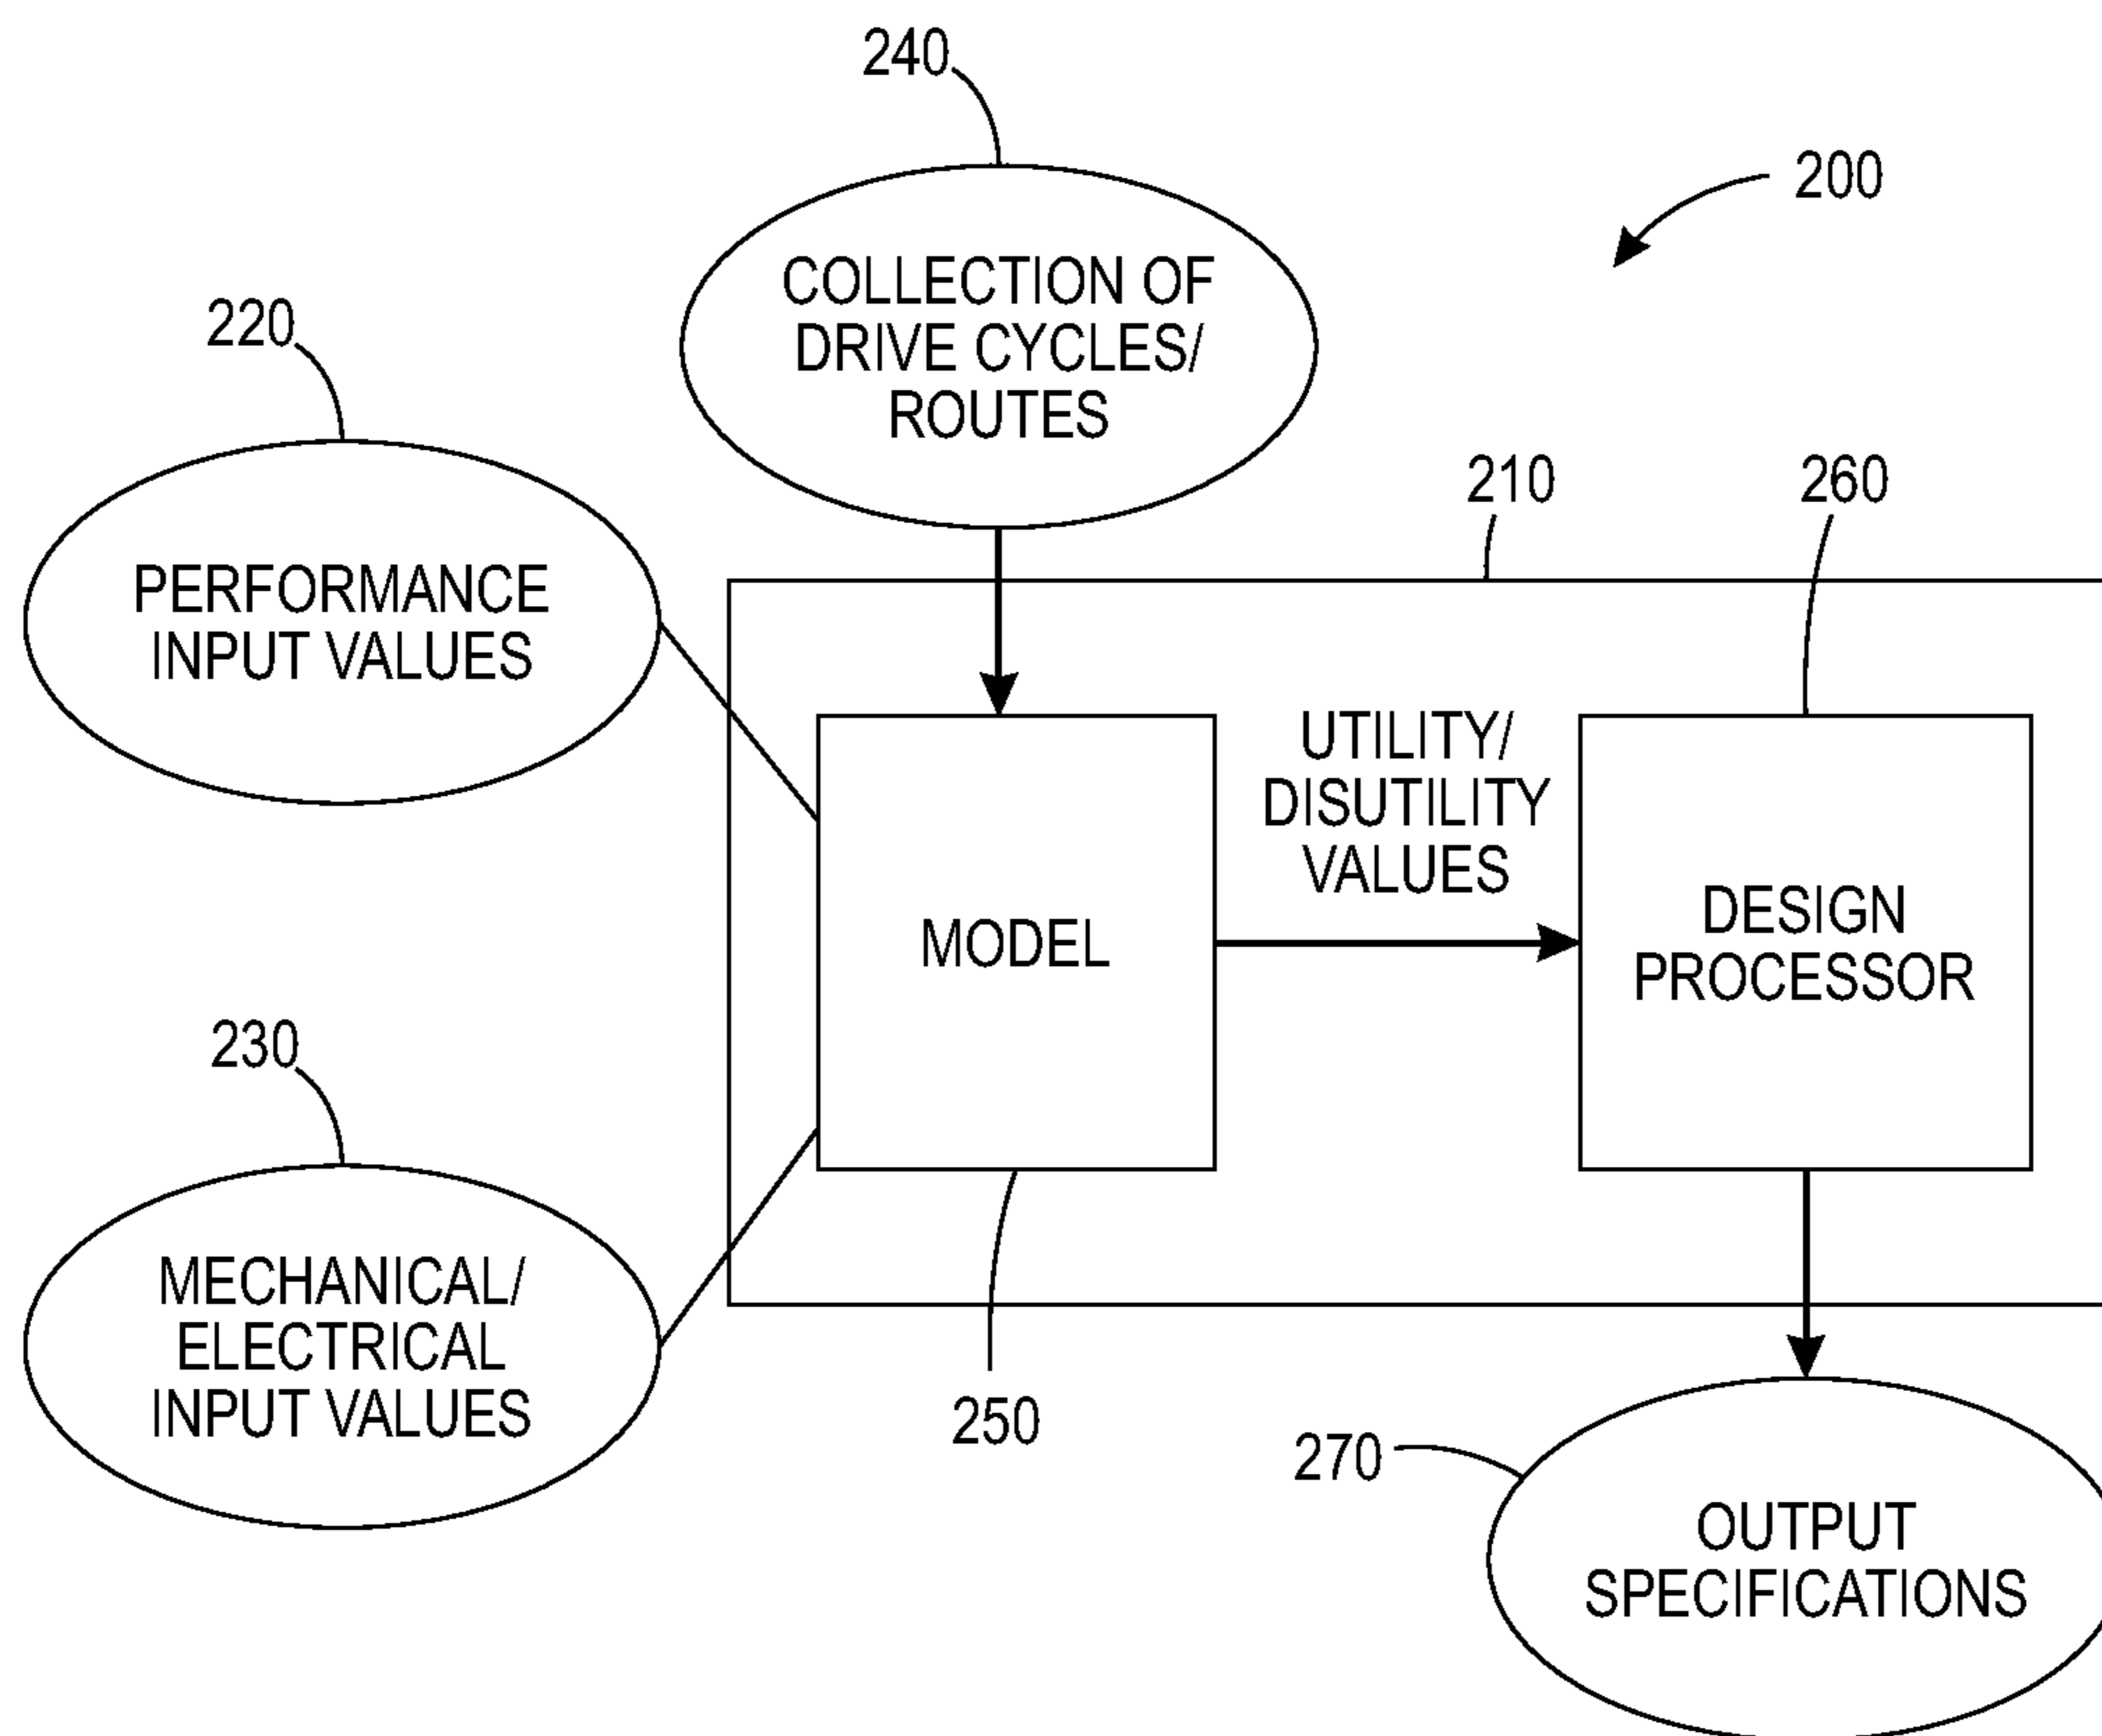 240
200
COLLECTION OF
DRIVE CYCLES/
ROUTES
220
210
260
PERFORMANCE
INPUT VALUES
UTILITY/
DISUTILITY
VALUES
MODEL
DESIGN
PROCESSOR
230
MECHANICAL/
ELECTRICAL
INPUT VALUES
250
270
OUTPUT
SPECIFICATIONS